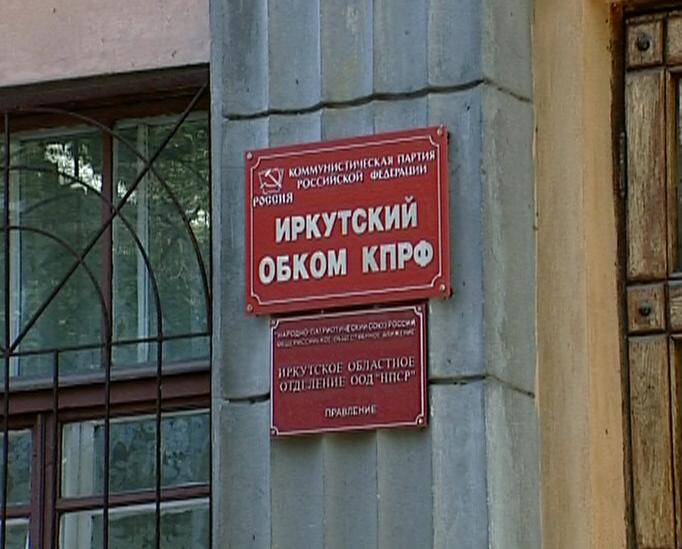 КОММУНИСТИЧЕСКАЯ ПАРТИЯ
РОССИЙСКОЙ ФЕДЕРАЦИИ
РОССИЯ
ИРКУТСКИЙ
ОБКОМ КПРФ
"НАРОДНО-ПАТРИОТИЧЕСКИЙ СОЮЗ РОССИИ
ОБЩЕРОССИЙСКОЕ ОБЩЕСТВЕННОЕ ДВИЖЕНИЕ
ИРКУТСКОЕ ОБЛАСТНОЕ
ОТДЕЛЕНИЕ ООД "НПСР"
ПРАВЛЕНИЕ